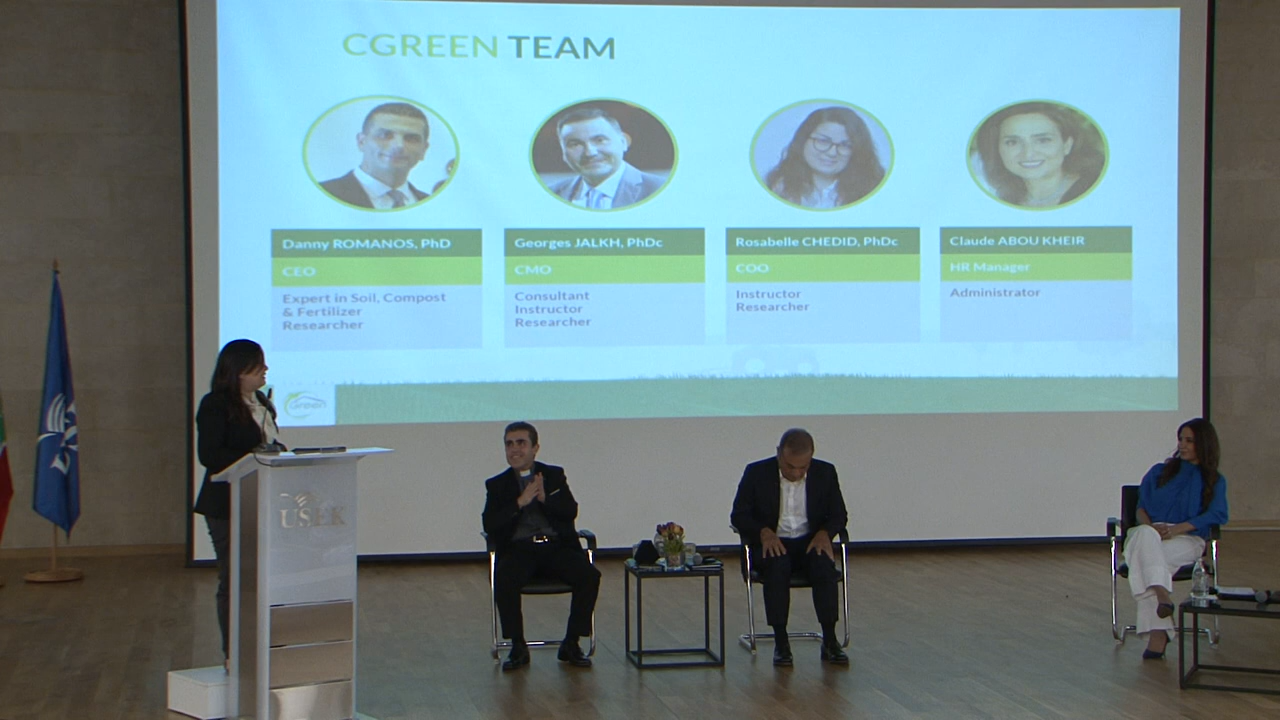 CGREEN TEAM
Danny ROMANOS, PhD
CEO
Expert in Soil, Compost
& Fertilizer
Researcher
Georges JALKH, PhDc
CMO
Consultant
Instructor
Researcher
Rosabelle CHEDID, PhDc
COO
Instructor
Researcher
Claude ABOU KHEIR
HR Manager
Administrator
Green
USEK